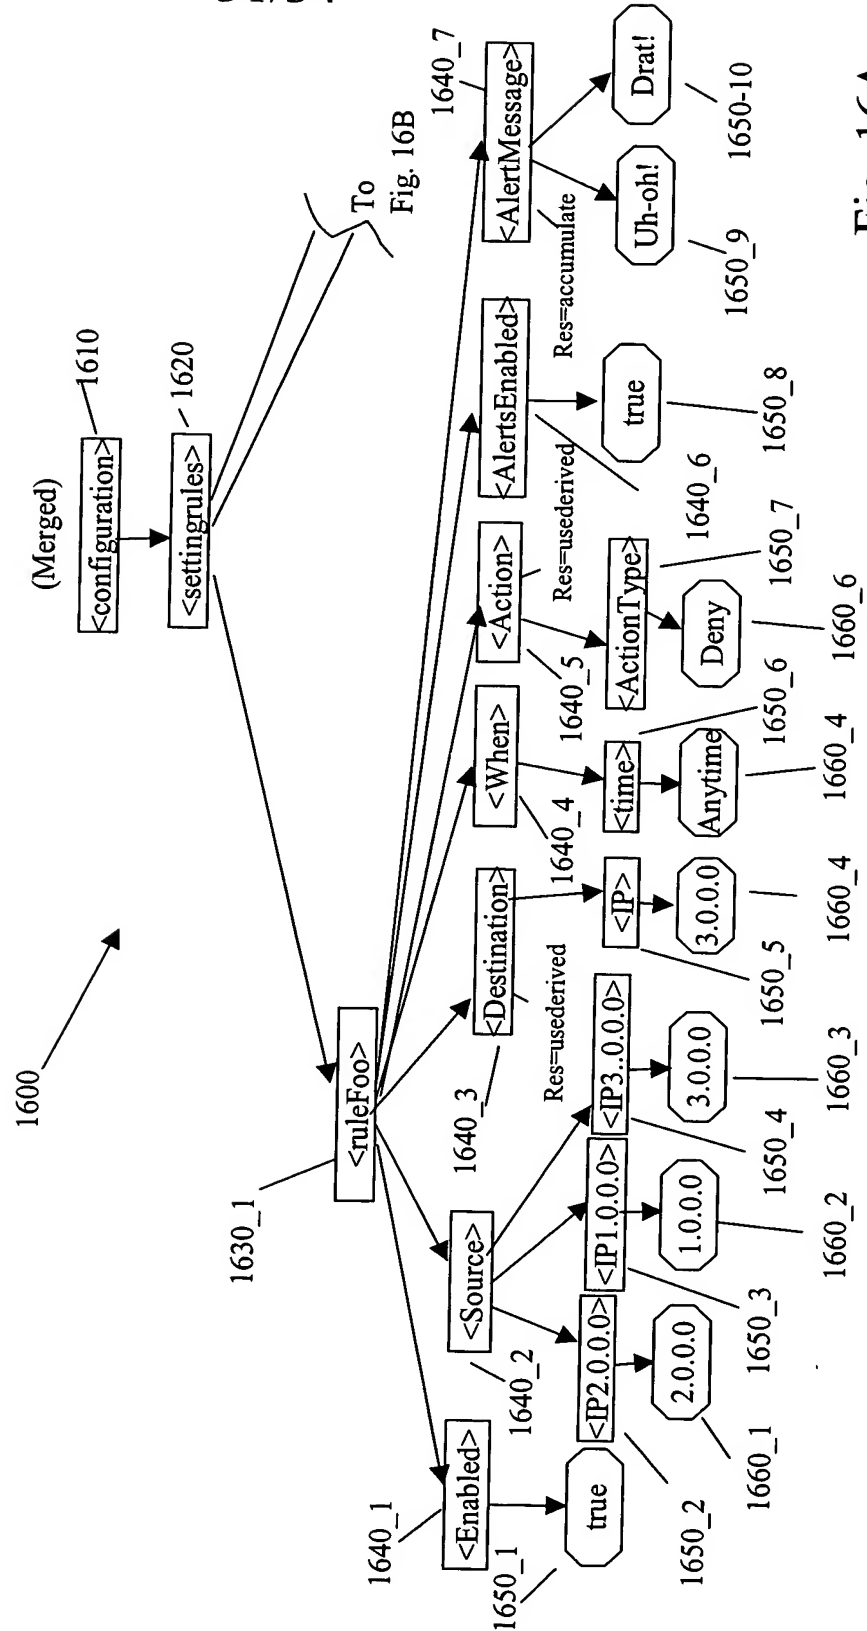 (Merged)
<configuration>
1610
<settingrules>
1620
To
Fig. 16B
1600
1630_1
<ruleFoo>
1640_1
<Enabled>
1640_2
<Source>
1640_3
<Destination>
Res=usederived
1640_4
<When>
1640_5
<Action>
Res=usederived
1640_6
<AlertsEnabled>
1640_7
<AlertMessage>
Res=accumulate
1650_1
true
1650_2
<IP2.0.0.0>
1650_3
<IP1.0.0.0>
1650_4
<IP3..0.0.0>
1650_5
<IP>
1650_6
<time>
1650_7
<ActionType>
1650_8
true
1650_9
Uh-oh!
1650-10
Drat!
1660_1
2.0.0.0
1660_2
1.0.0.0
1660_3
3.0.0.0
1660_4
3.0.0.0
1660_4
Anytime
1660_6
Deny